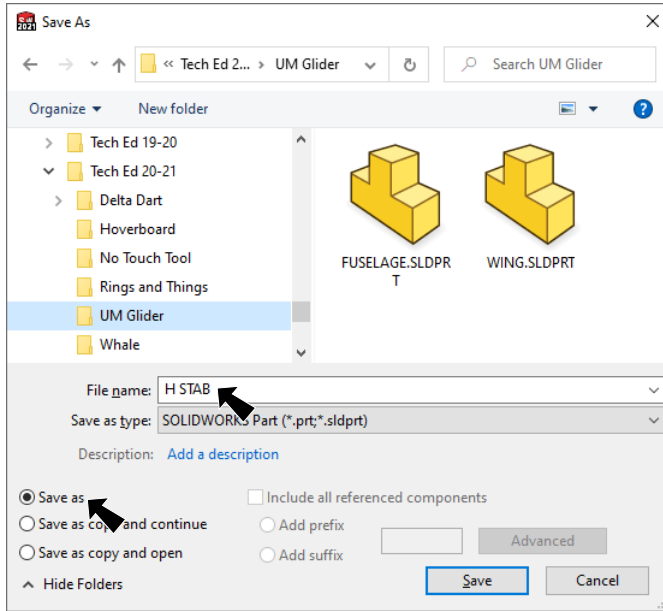 SW 2021 Save As
« Tech Ed 2... › UM Glider
Search UM Glider
Organize
New folder
?
Tech Ed 19-20
Tech Ed 20-21
Delta Dart
Hoverboard
No Touch Tool
Rings and Things
UM Glider
Whale
FUSELAGE.SLDPR
T
WING.SLDPRT
File name: H STAB
Save as type: SOLIDWORKS Part (*.prt;*.sldprt)
Description: Add a description
Save as
Save as copy and continue
Save as copy and open
Include all referenced components
Add prefix
Add suffix
Advanced
Hide Folders
Save
Cancel